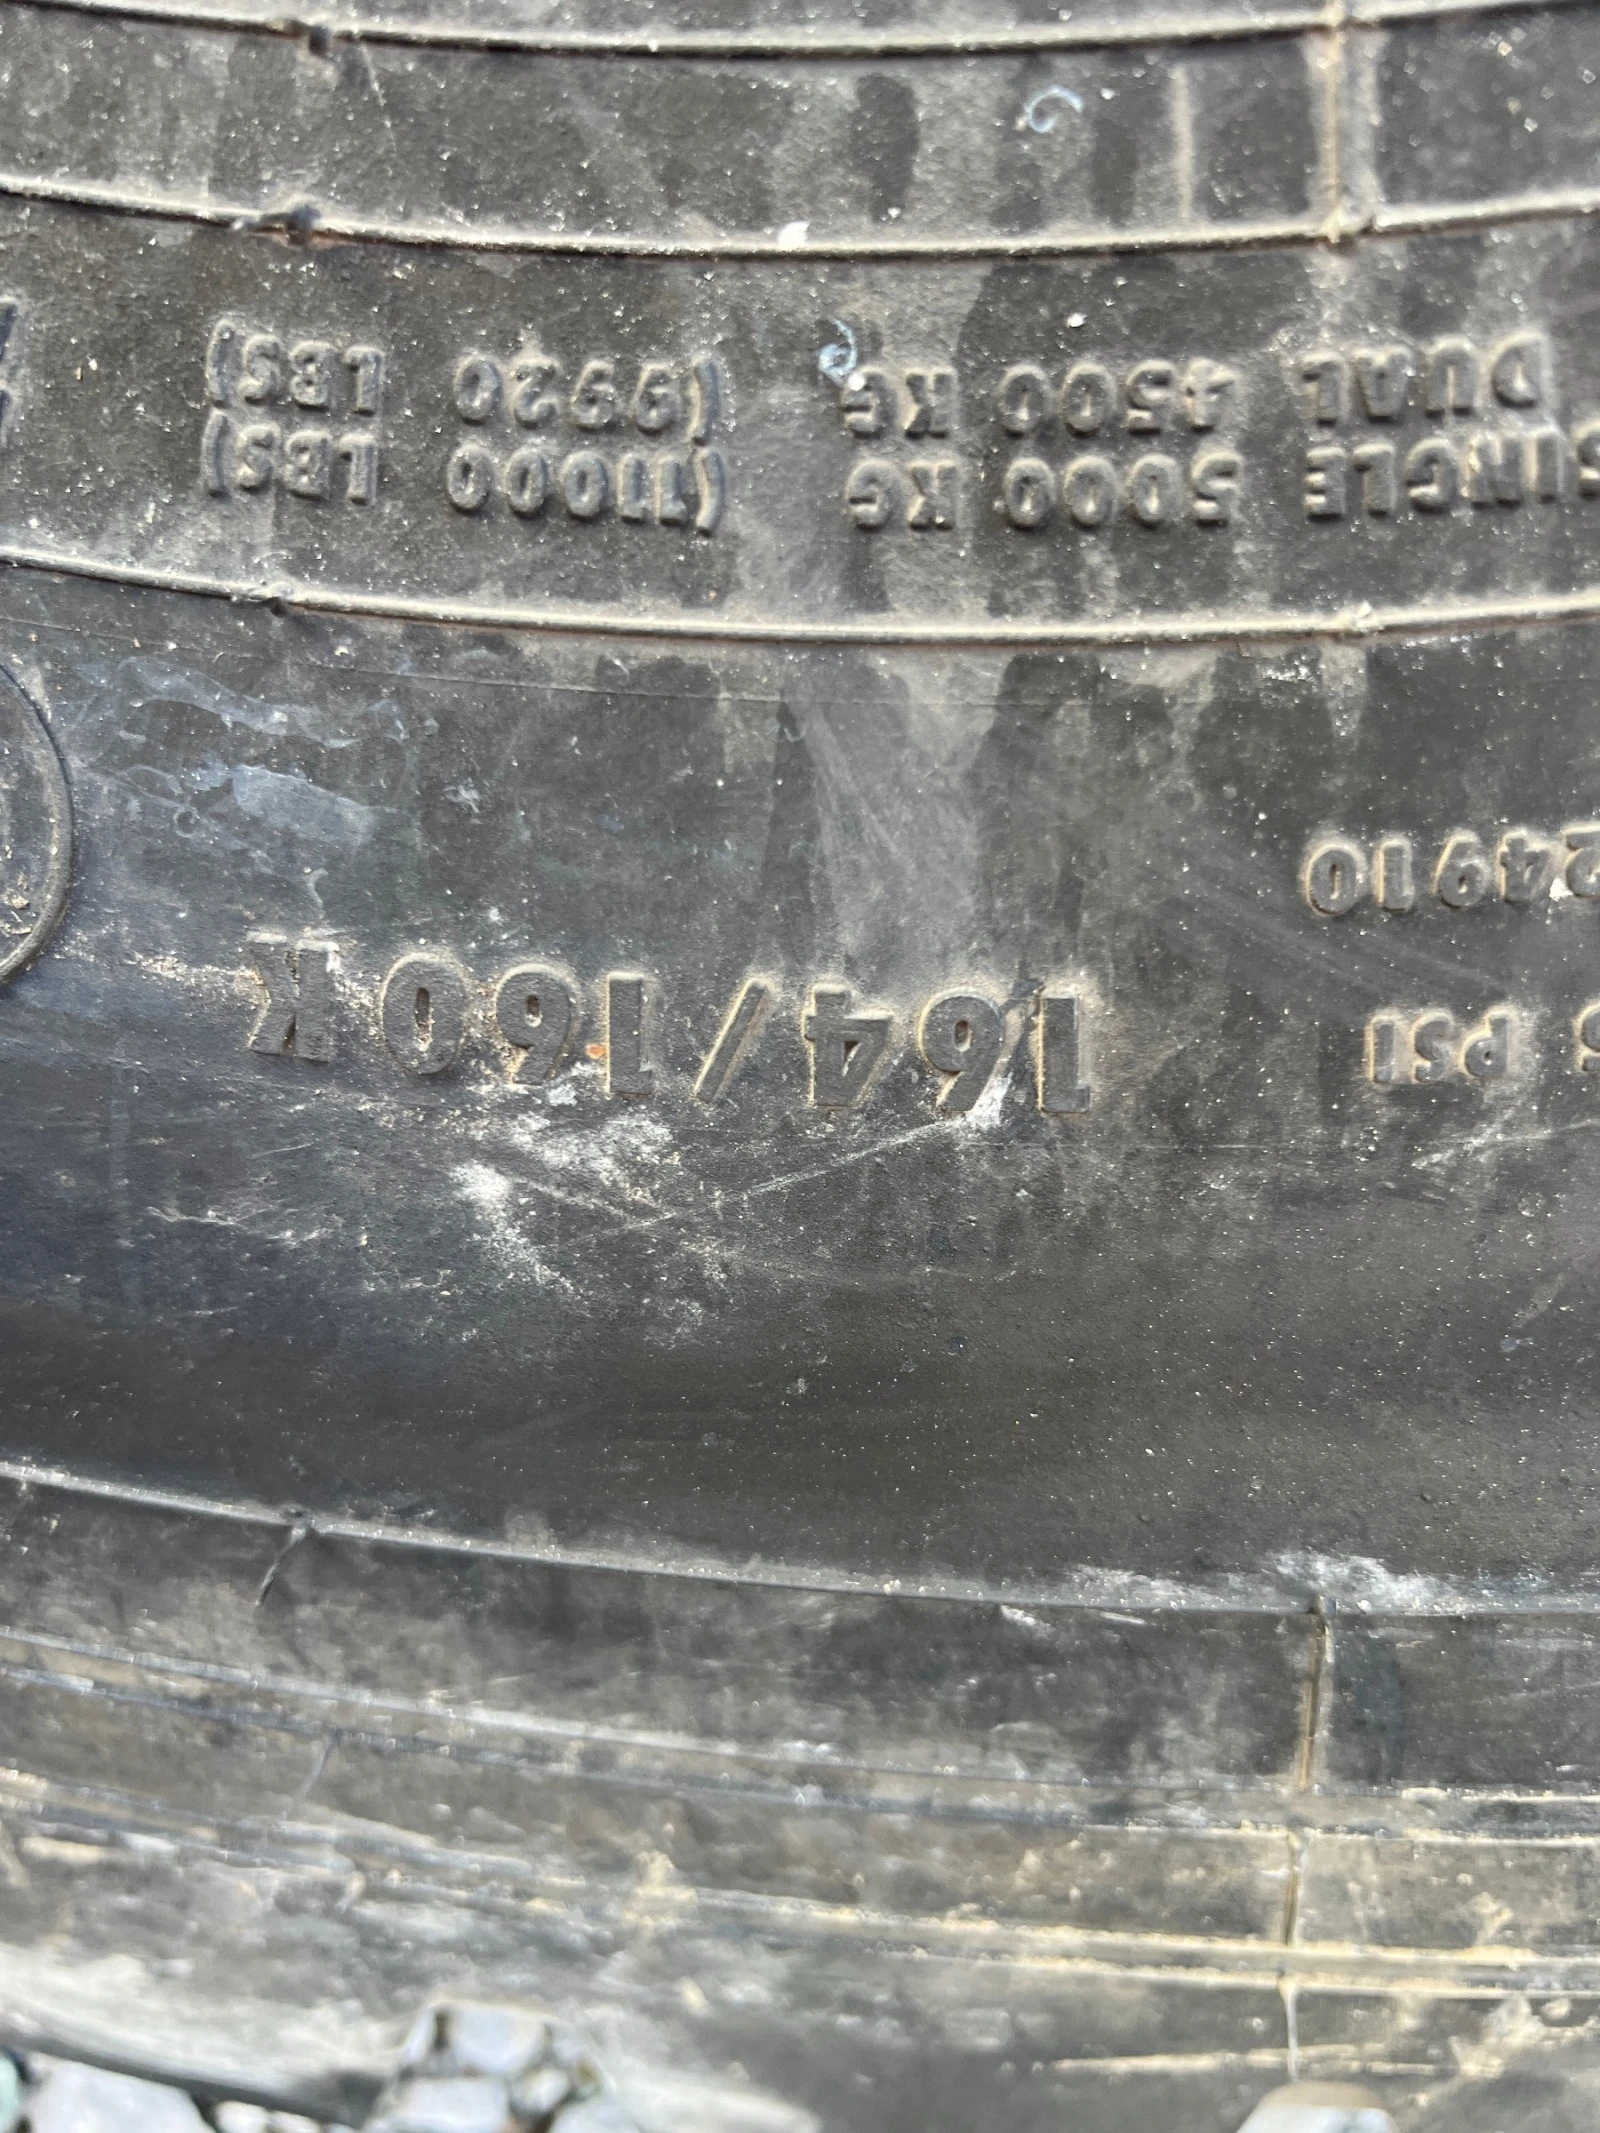 PSI 164/160 K
24910
SINGLE 5000 KG (11000 LBS)
DUAL 4500 KG (9920 LBS)